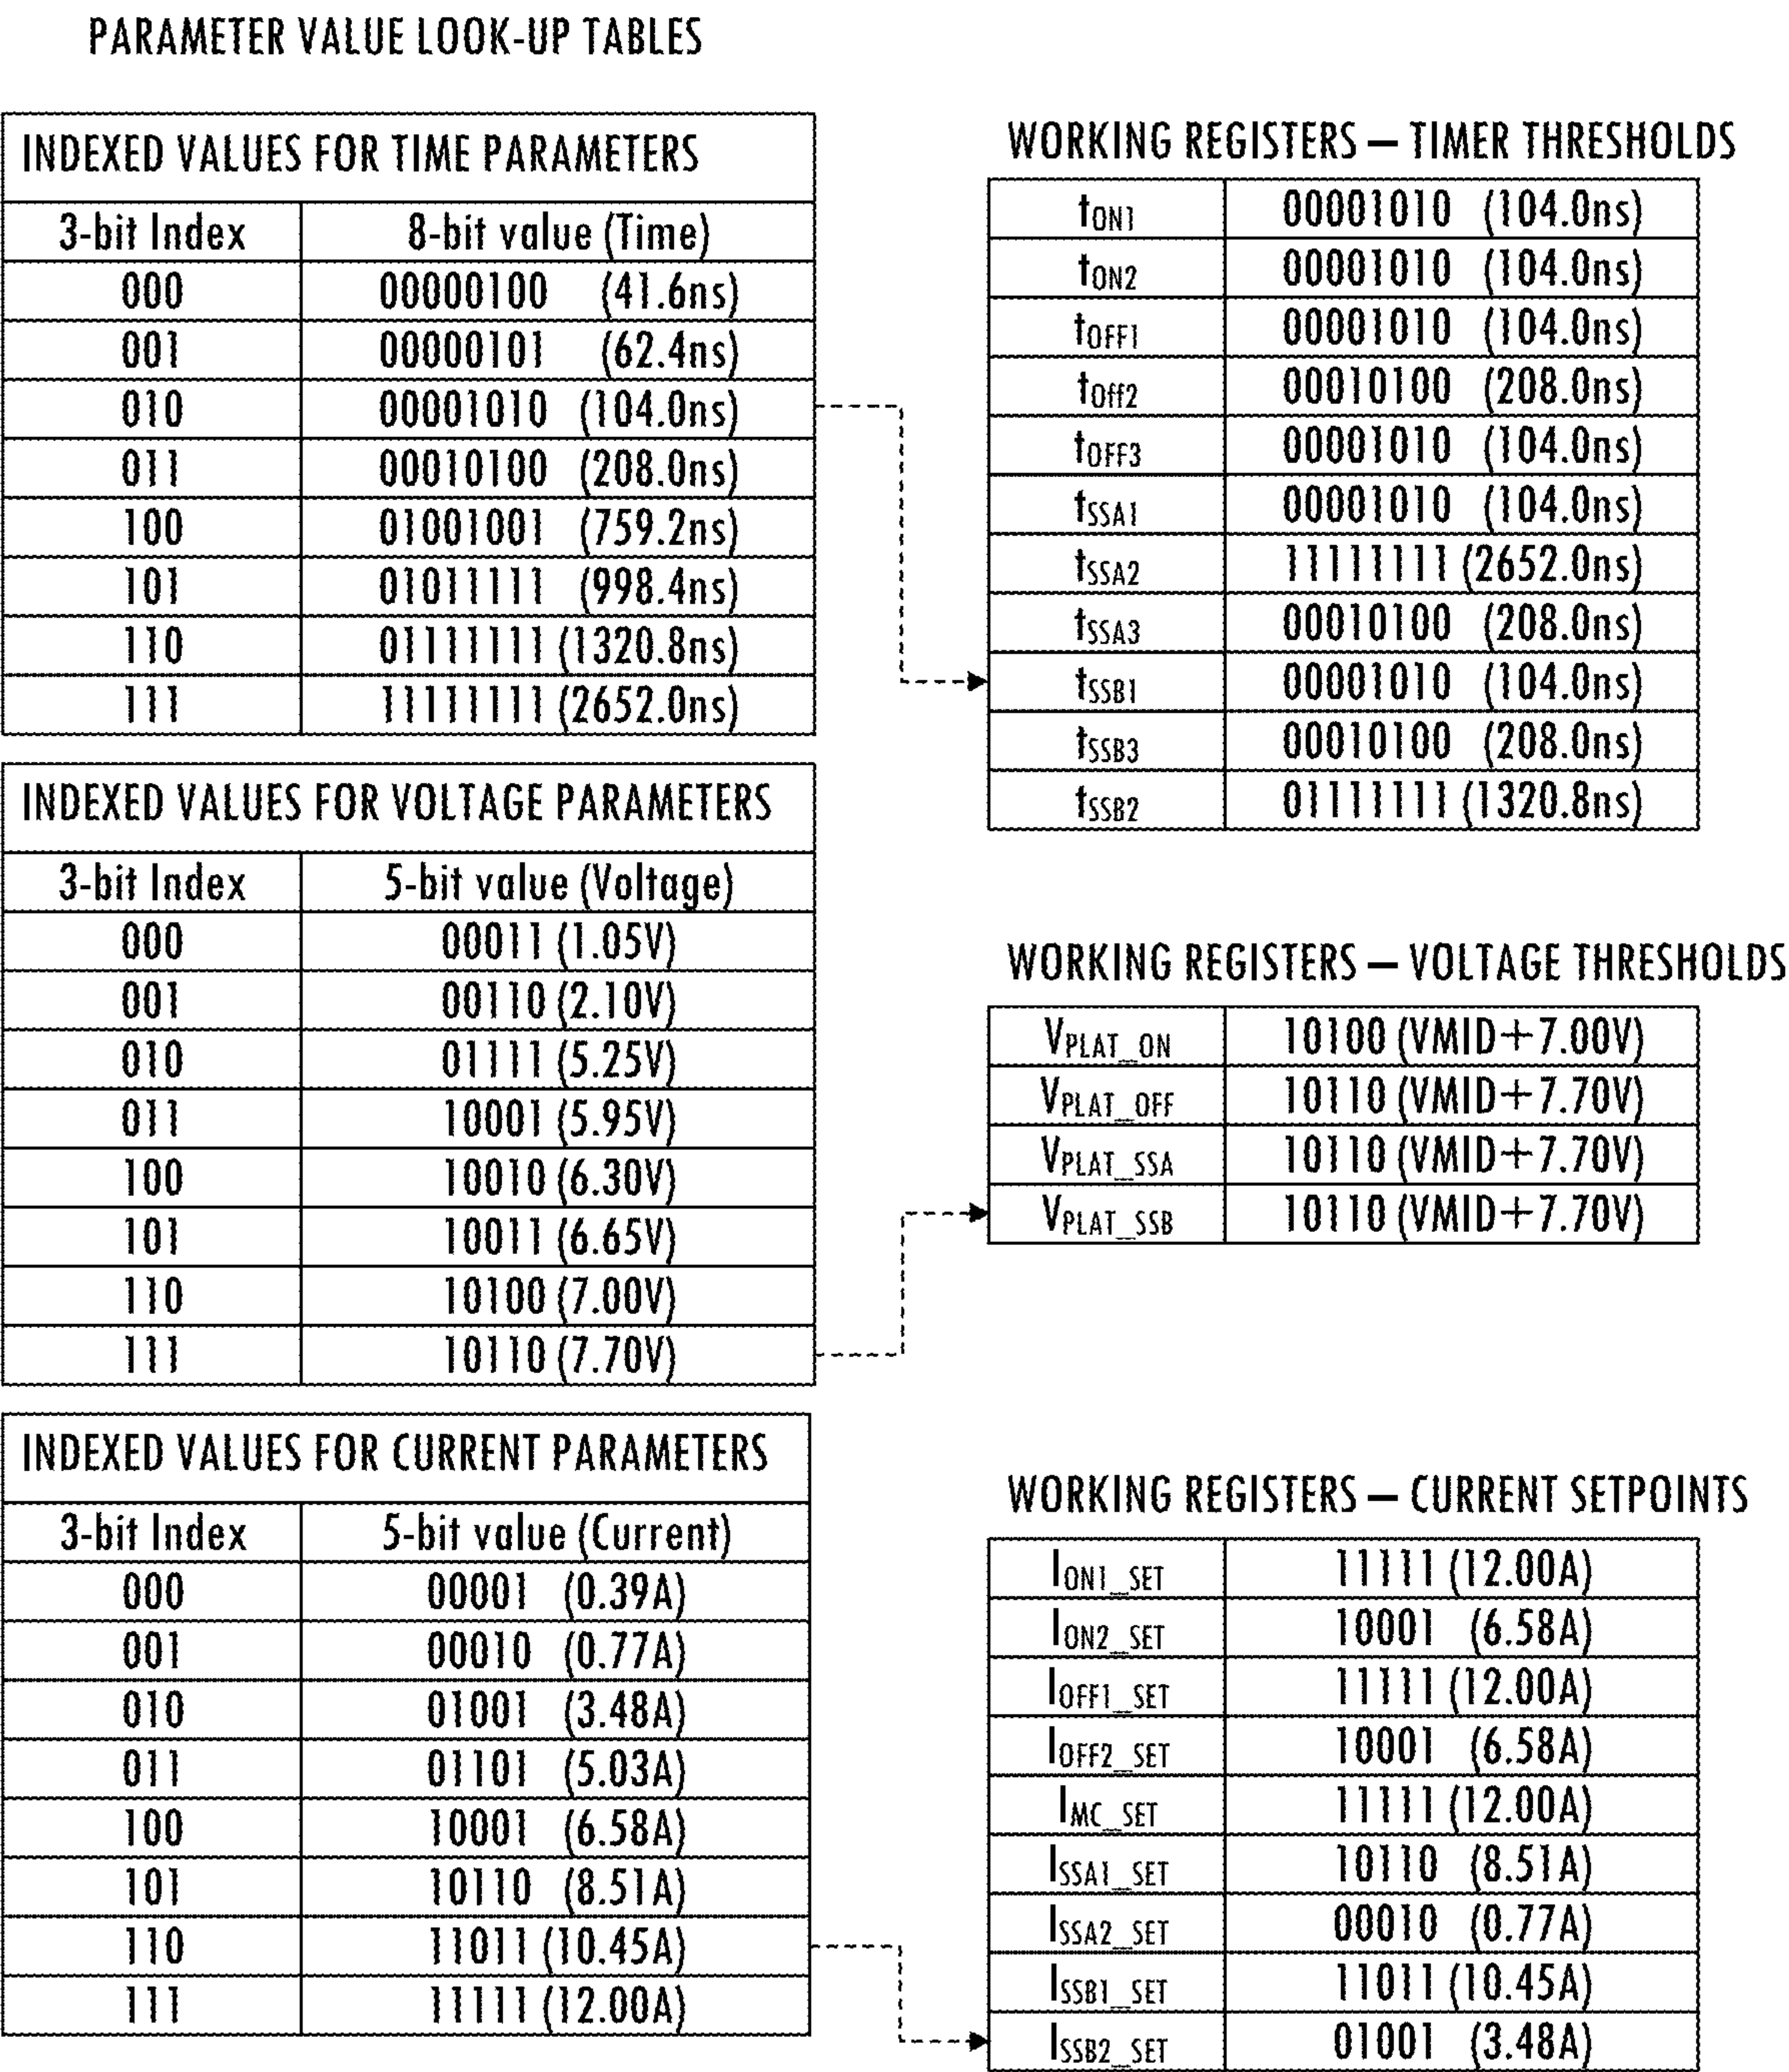 PARAMETER VALUE LOOK-UP TABLES
INDEXED VALUES FOR TIME PARAMETERS
3-bit Index 8-bit value (Time)
000 00000100 (41.6ns)
001 00000101 (62.4ns)
010 00001010 (104.0ns)
011 00010100 (208.0ns)
100 01001001 (759.2ns)
101 01011111 (998.4ns)
110 01111111 (1320.8ns)
111 11111111 (2652.0ns)
INDEXED VALUES FOR VOLTAGE PARAMETERS
3-bit Index 5-bit value (Voltage)
000 00011 (1.05V)
001 00110 (2.10V)
010 01111 (5.25V)
011 10001 (5.95V)
100 10010 (6.30V)
101 10011 (6.65V)
110 10100 (7.00V)
111 10110 (7.70V)
INDEXED VALUES FOR CURRENT PARAMETERS
3-bit Index 5-bit value (Current)
000 00001 (0.39A)
001 00010 (0.77A)
010 01001 (3.48A)
011 01101 (5.03A)
100 10001 (6.58A)
101 10110 (8.51A)
110 11011 (10.45A)
111 11111 (12.00A)
WORKING REGISTERS — TIMER THRESHOLDS
tON1 00001010 (104.0ns)
tON2 00001010 (104.0ns)
tOFF1 00001010 (104.0ns)
tOff2 00010100 (208.0ns)
tOFF3 00001010 (104.0ns)
tSSA1 00001010 (104.0ns)
tSSA2 11111111 (2652.0ns)
tSSA3 00010100 (208.0ns)
tSSB1 00001010 (104.0ns)
tSSB3 00010100 (208.0ns)
tSSB2 01111111 (1320.8ns)
WORKING REGISTERS — VOLTAGE THRESHOLDS
VPLAT_ON 10100 (VMID+7.00V)
VPLAT_OFF 10110 (VMID+7.70V)
VPLAT_SSA 10110 (VMID+7.70V)
VPLAT_SSB 10110 (VMID+7.70V)
WORKING REGISTERS — CURRENT SETPOINTS
ION1_SET 11111 (12.00A)
ION2_SET 10001 (6.58A)
IOFF1_SET 11111 (12.00A)
IOFF2_SET 10001 (6.58A)
IMC_SET 11111 (12.00A)
ISSA1_SET 10110 (8.51A)
ISSA2_SET 00010 (0.77A)
ISSB1_SET 11011 (10.45A)
ISSB2_SET 01001 (3.48A)